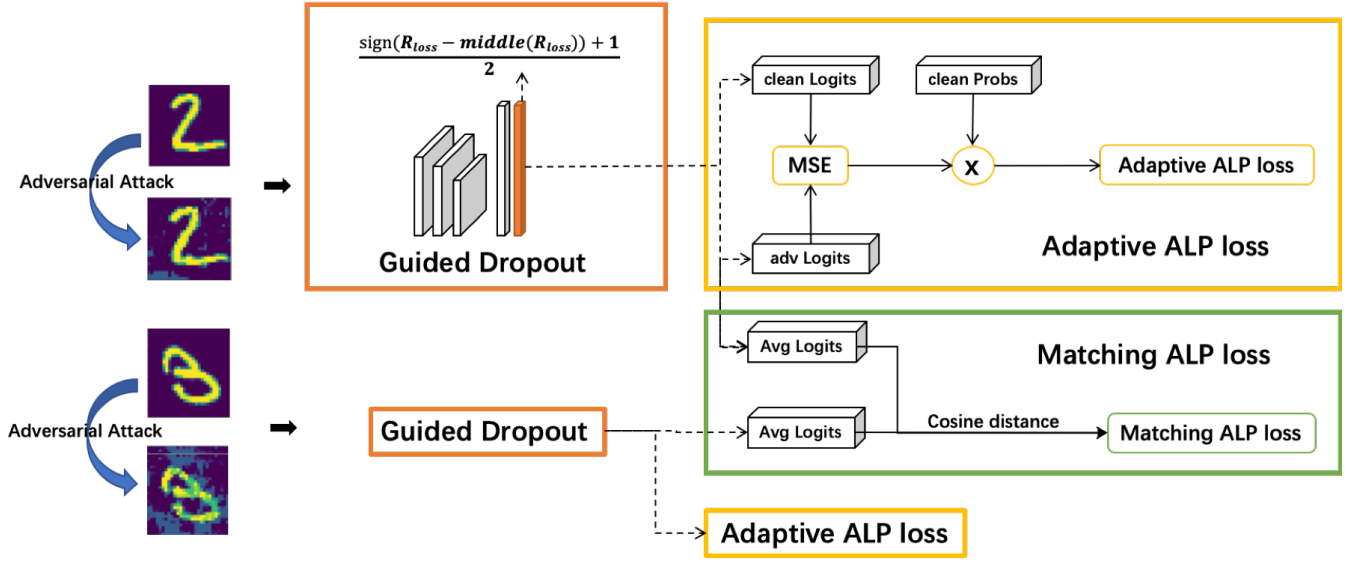 sign(R_loss − middle(R_loss)) + 1
2
Guided Dropout
Adversarial Attack
clean Logits
clean Probs
MSE
X
Adaptive ALP loss
adv Logits
Adaptive ALP loss
Avg Logits
Matching ALP loss
Adversarial Attack
Guided Dropout
Avg Logits
Cosine distance
Matching ALP loss
Adaptive ALP loss